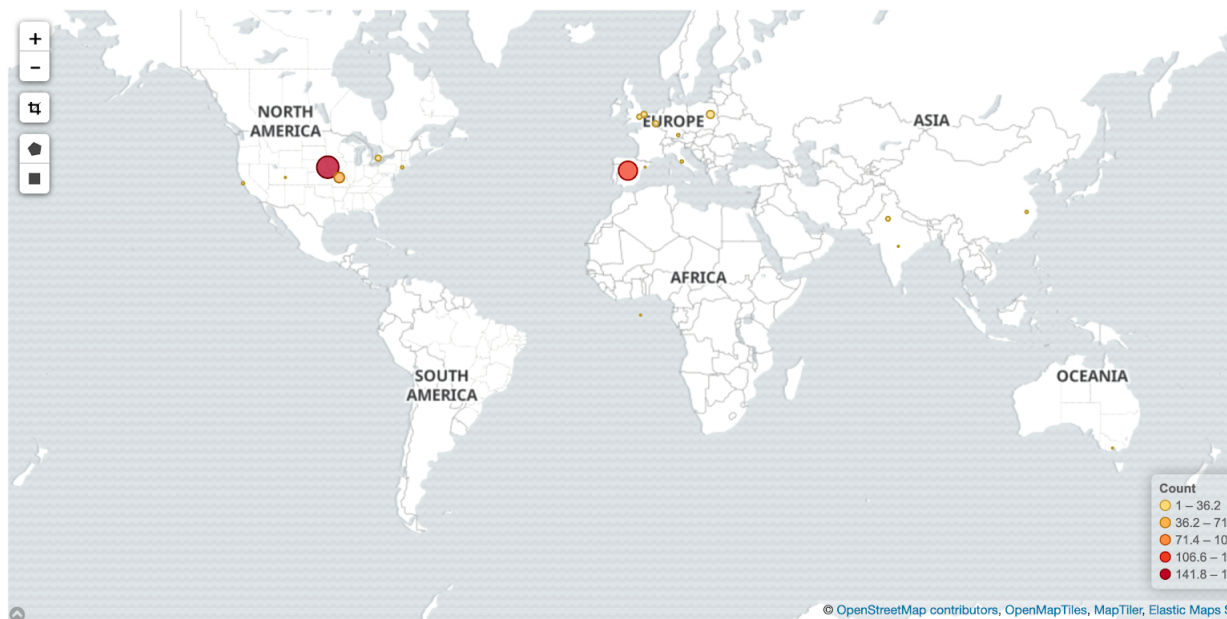 +
−
NORTH
AMERICA
EUROPE
ASIA
AFRICA
SOUTH
AMERICA
OCEANIA
Count
1 – 36.2
36.2 – 71
71.4 – 10
106.6 – 1
141.8 – 1
© OpenStreetMap contributors, OpenMapTiles, MapTiler, Elastic Maps S